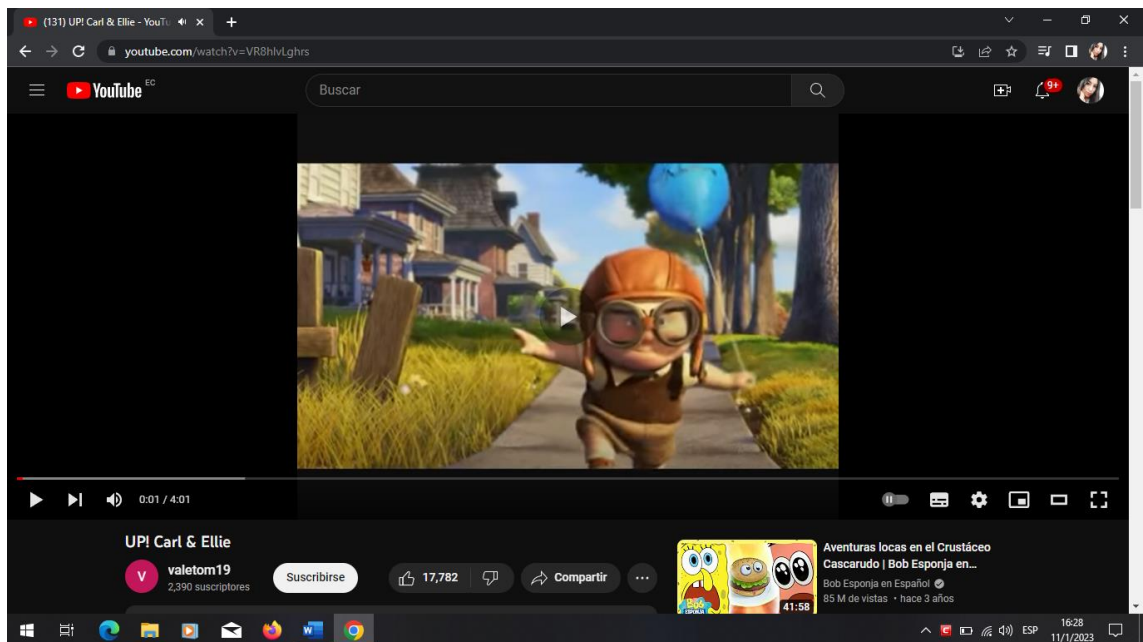 (131) UP! Carl & Ellie - YouTu
youtube.com/watch?v=VR8hlvLghrs
YouTube EC
Buscar
9+
0:01 / 4:01
UP! Carl & Ellie
V
valetom19
2,390 suscriptores
Suscribirse
17,782
Compartir
Aventuras locas en el Crustáceo
Cascarudo | Bob Esponja en...
Bob Esponja en Español
85 M de vistas • hace 3 años
41:58
ESP
16:28
11/1/2023